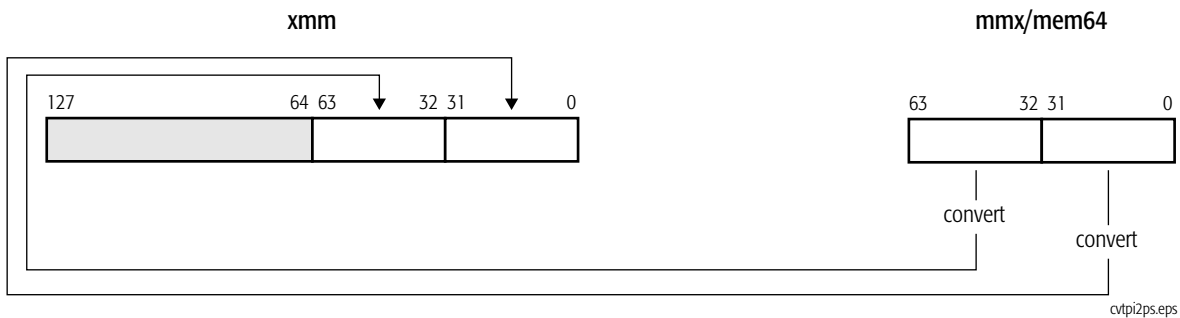 xmm mmx/mem64
127 64 63 32 31 0 63 32 31 0
convert
convert
cvtpi2ps.eps